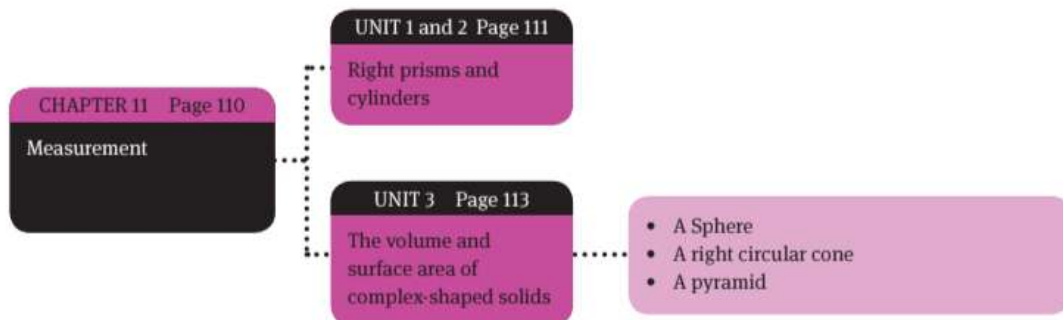 CHAPTER 11 Page 110
Measurement
UNIT 1 and 2 Page 111
Right prisms and
cylinders
UNIT 3 Page 113
The volume and
surface area of
complex-shaped solids
• A Sphere
• A right circular cone
• A pyramid